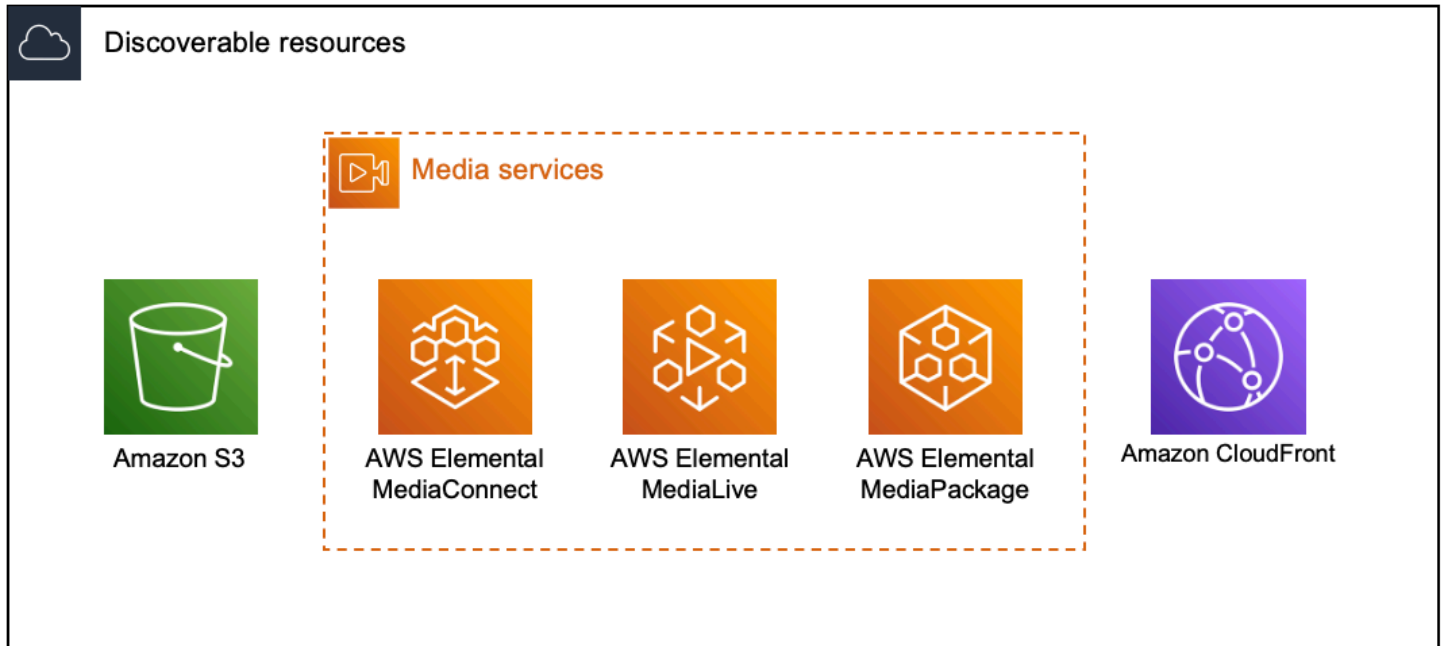 Discoverable resources
Media services
Amazon S3
AWS Elemental
MediaConnect
AWS Elemental
MediaLive
AWS Elemental
MediaPackage
Amazon CloudFront